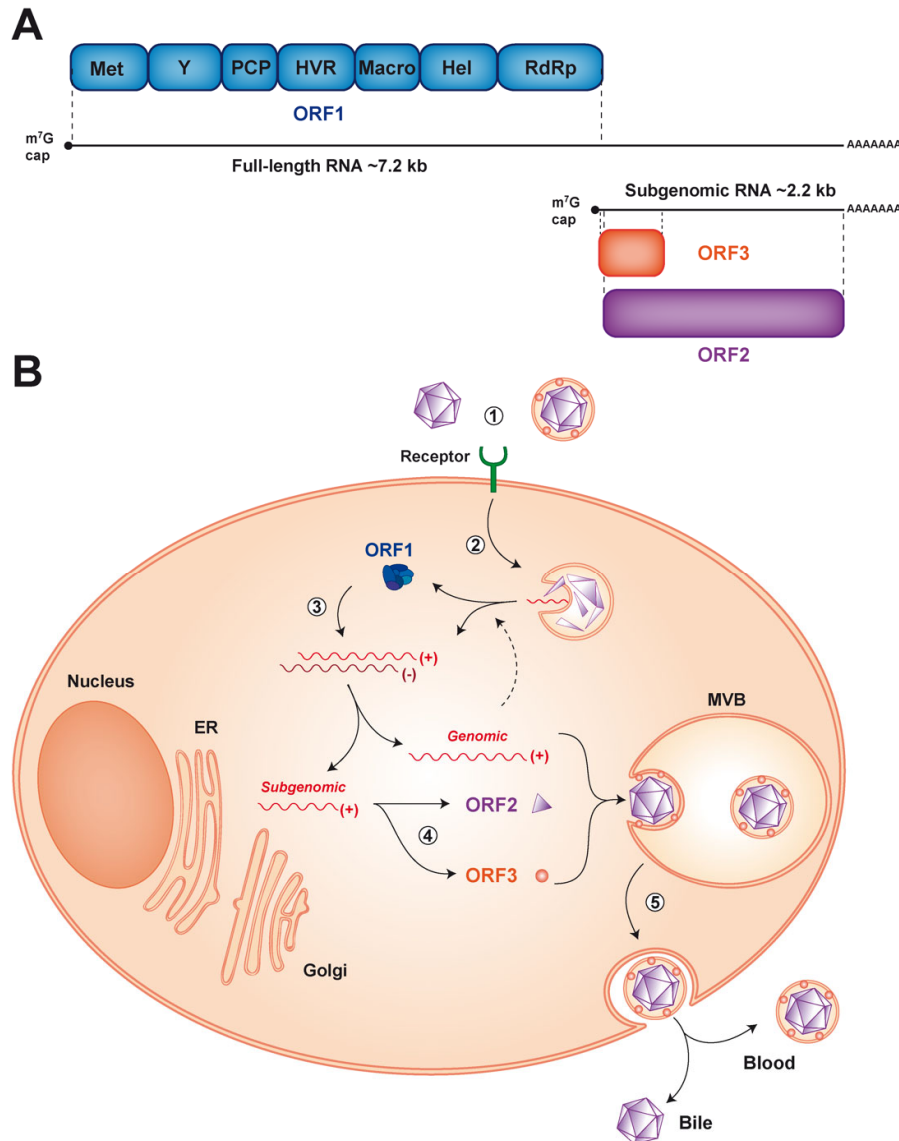 A
Met Y PCP HVR Macro Hel RdRp
ORF1
m⁷G
cap
AAAAAAA
Full-length RNA ~7.2 kb
Subgenomic RNA ~2.2 kb
m⁷G
cap
AAAAAAA
ORF3
ORF2
B
1
Receptor
2
ORF1
3
(+)
(-)
Nucleus
ER
MVB
Genomic
(+)
Subgenomic
(+)
ORF2
4
ORF3
5
Golgi
Blood
Bile